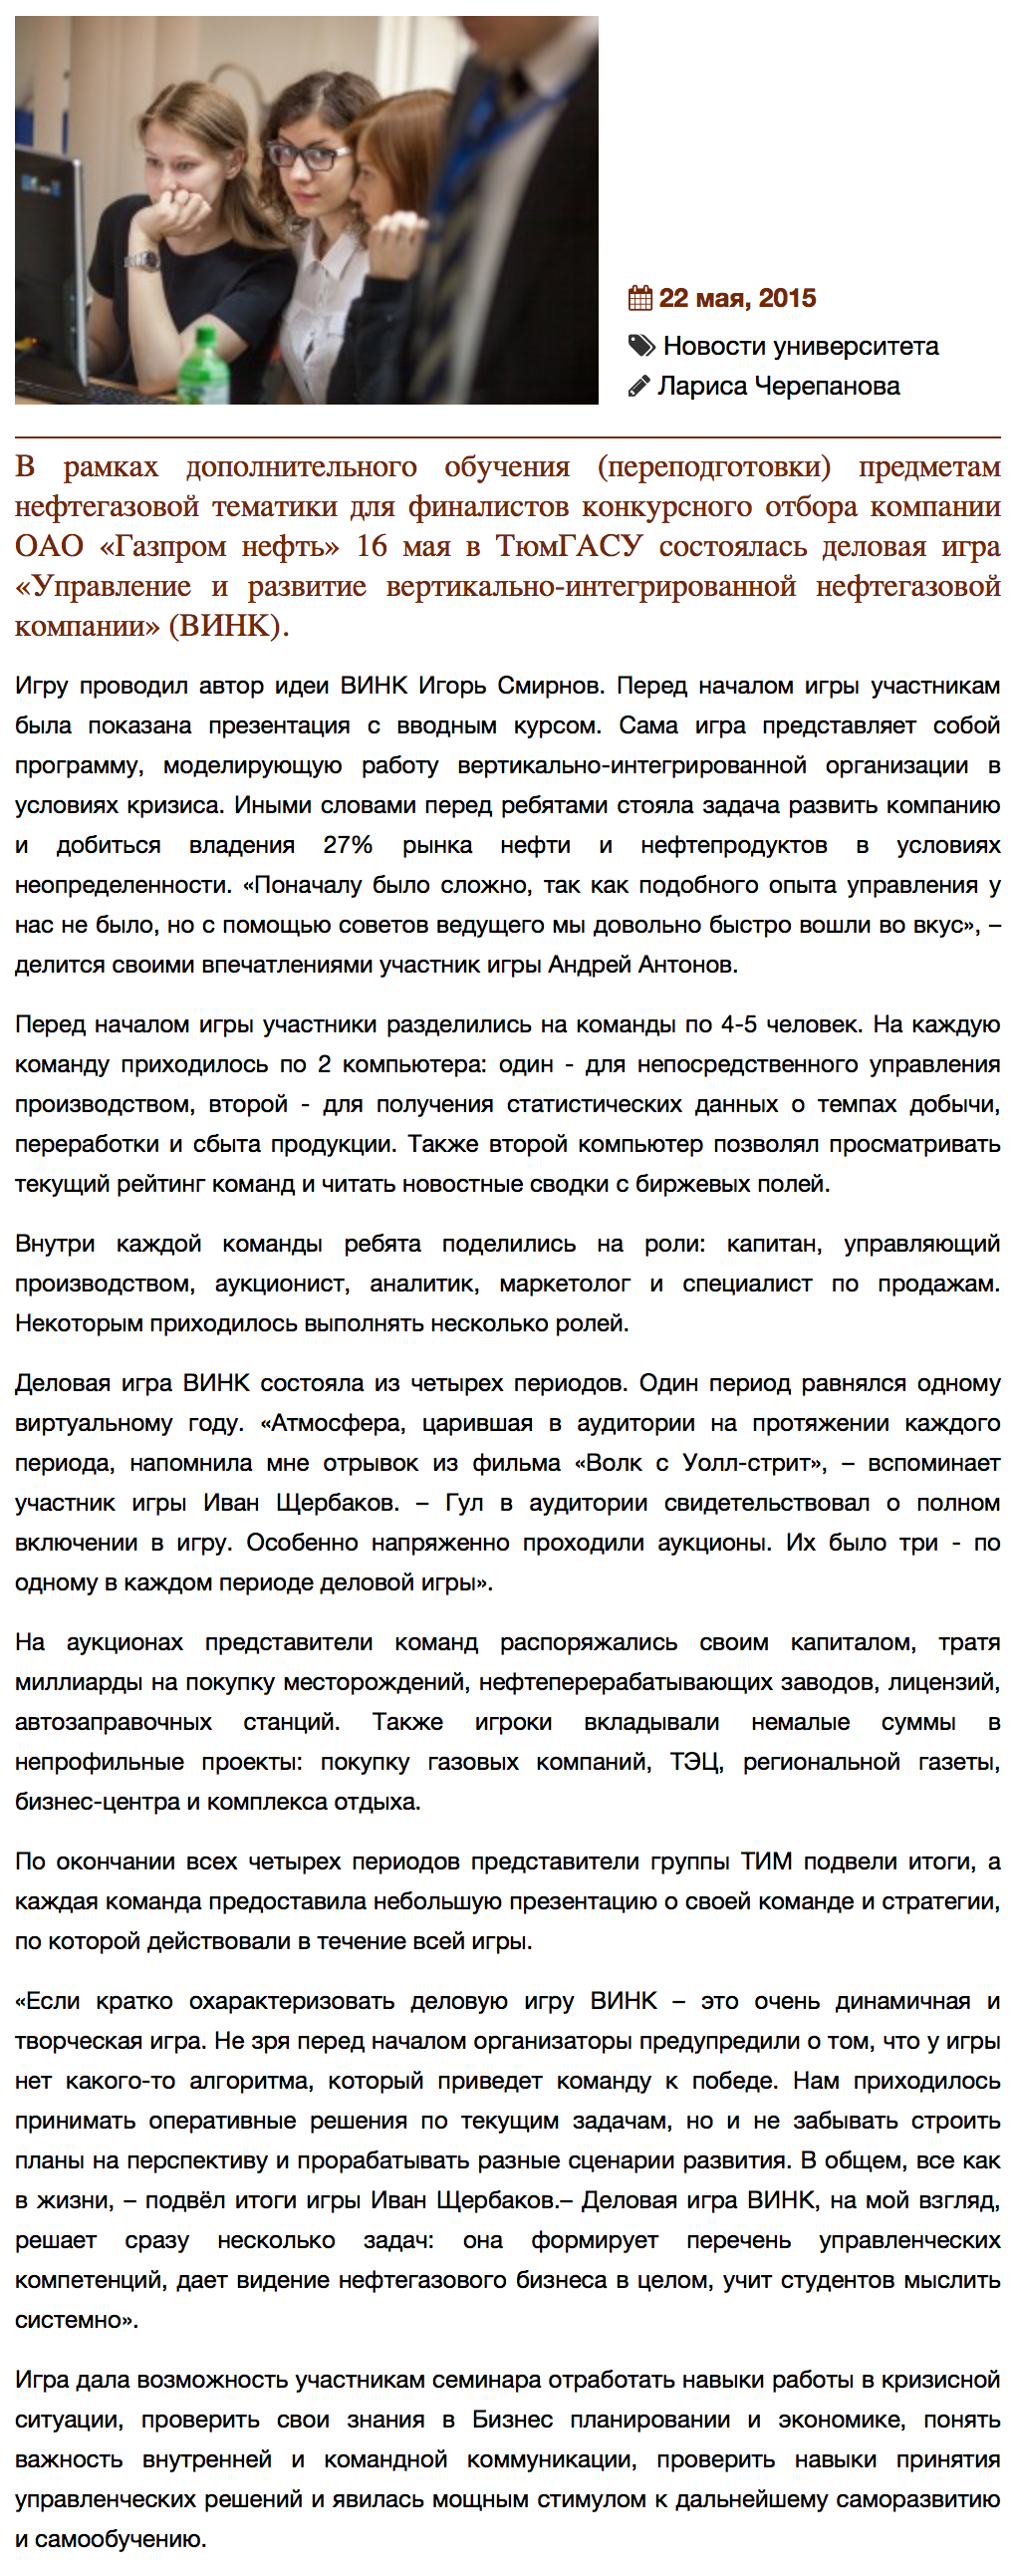 22 мая, 2015
Новости университета
Лариса Черепанова
В рамках дополнительного обучения (переподготовки) предметам
нефтегазовой тематики для финалистов конкурсного отбора компании
ОАО «Газпром нефть» 16 мая в ТюмГАСУ состоялась деловая игра
«Управление и развитие вертикально-интегрированной нефтегазовой
компании» (ВИНК).
Игру проводил автор идеи ВИНК Игорь Смирнов. Перед началом игры участникам
была показана презентация с вводным курсом. Сама игра представляет собой
программу, моделирующую работу вертикально-интегрированной организации в
условиях кризиса. Иными словами перед ребятами стояла задача развить компанию
и добиться владения 27% рынка нефти и нефтепродуктов в условиях
неопределенности. «Поначалу было сложно, так как подобного опыта управления у
нас не было, но с помощью советов ведущего мы довольно быстро вошли во вкус», –
делится своими впечатлениями участник игры Андрей Антонов.
Перед началом игры участники разделились на команды по 4-5 человек. На каждую
команду приходилось по 2 компьютера: один - для непосредственного управления
производством, второй - для получения статистических данных о темпах добычи,
переработки и сбыта продукции. Также второй компьютер позволял просматривать
текущий рейтинг команд и читать новостные сводки с биржевых полей.
Внутри каждой команды ребята поделились на роли: капитан, управляющий
производством, аукционист, аналитик, маркетолог и специалист по продажам.
Некоторым приходилось выполнять несколько ролей.
Деловая игра ВИНК состояла из четырех периодов. Один период равнялся одному
виртуальному году. «Атмосфера, царившая в аудитории на протяжении каждого
периода, напомнила мне отрывок из фильма «Волк с Уолл-стрит», – вспоминает
участник игры Иван Щербаков. – Гул в аудитории свидетельствовал о полном
включении в игру. Особенно напряженно проходили аукционы. Их было три - по
одному в каждом периоде деловой игры».
На аукционах представители команд распоряжались своим капиталом, тратя
миллиарды на покупку месторождений, нефтеперерабатывающих заводов, лицензий,
автозаправочных станций. Также игроки вкладывали немалые суммы в
непрофильные проекты: покупку газовых компаний, ТЭЦ, региональной газеты,
бизнес-центра и комплекса отдыха.
По окончании всех четырех периодов представители группы ТИМ подвели итоги, а
каждая команда предоставила небольшую презентацию о своей команде и стратегии,
по которой действовали в течение всей игры.
«Если кратко охарактеризовать деловую игру ВИНК – это очень динамичная и
творческая игра. Не зря перед началом организаторы предупредили о том, что у игры
нет какого-то алгоритма, который приведет команду к победе. Нам приходилось
принимать оперативные решения по текущим задачам, но и не забывать строить
планы на перспективу и прорабатывать разные сценарии развития. В общем, все как
в жизни, – подвёл итоги игры Иван Щербаков.– Деловая игра ВИНК, на мой взгляд,
решает сразу несколько задач: она формирует перечень управленческих
компетенций, дает видение нефтегазового бизнеса в целом, учит студентов мыслить
системно».
Игра дала возможность участникам семинара отработать навыки работы в кризисной
ситуации, проверить свои знания в Бизнес планировании и экономике, понять
важность внутренней и командной коммуникации, проверить навыки принятия
управленческих решений и явилась мощным стимулом к дальнейшему саморазвитию
и самообучению.